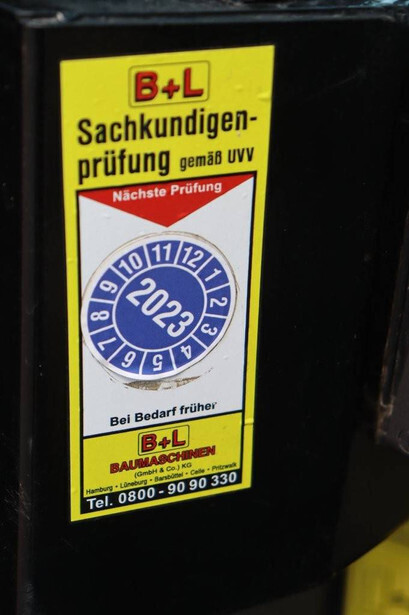 B+L
Sachkundigen-
prüfung gemäß UVV
Nächste Prüfung
1 2 3 4 5 6 7 8 9 10 11 12
2023
Bei Bedarf früher
B+L
BAUMASCHINEN
(GmbH & Co.) KG
Hamburg · Lüneburg · Barsbüttel · Celle · Pritzwalk
Tel. 0800 - 90 90 330